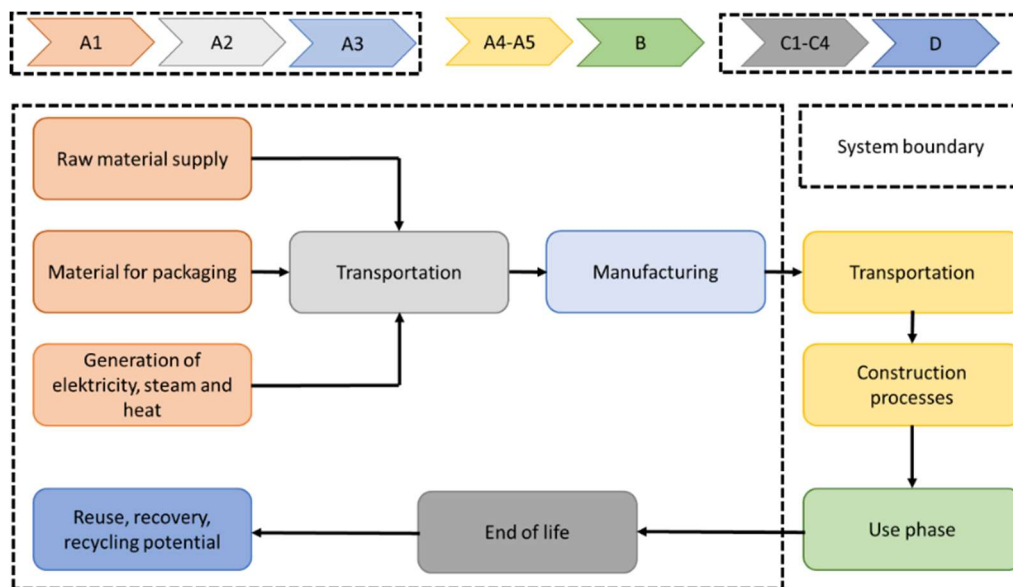 A1
A2
A3
A4-A5
B
C1-C4
D
Raw material supply
System boundary
Material for packaging
Transportation
Manufacturing
Transportation
Generation of
elektricity, steam and
heat
Construction
processes
Reuse, recovery,
recycling potential
End of life
Use phase